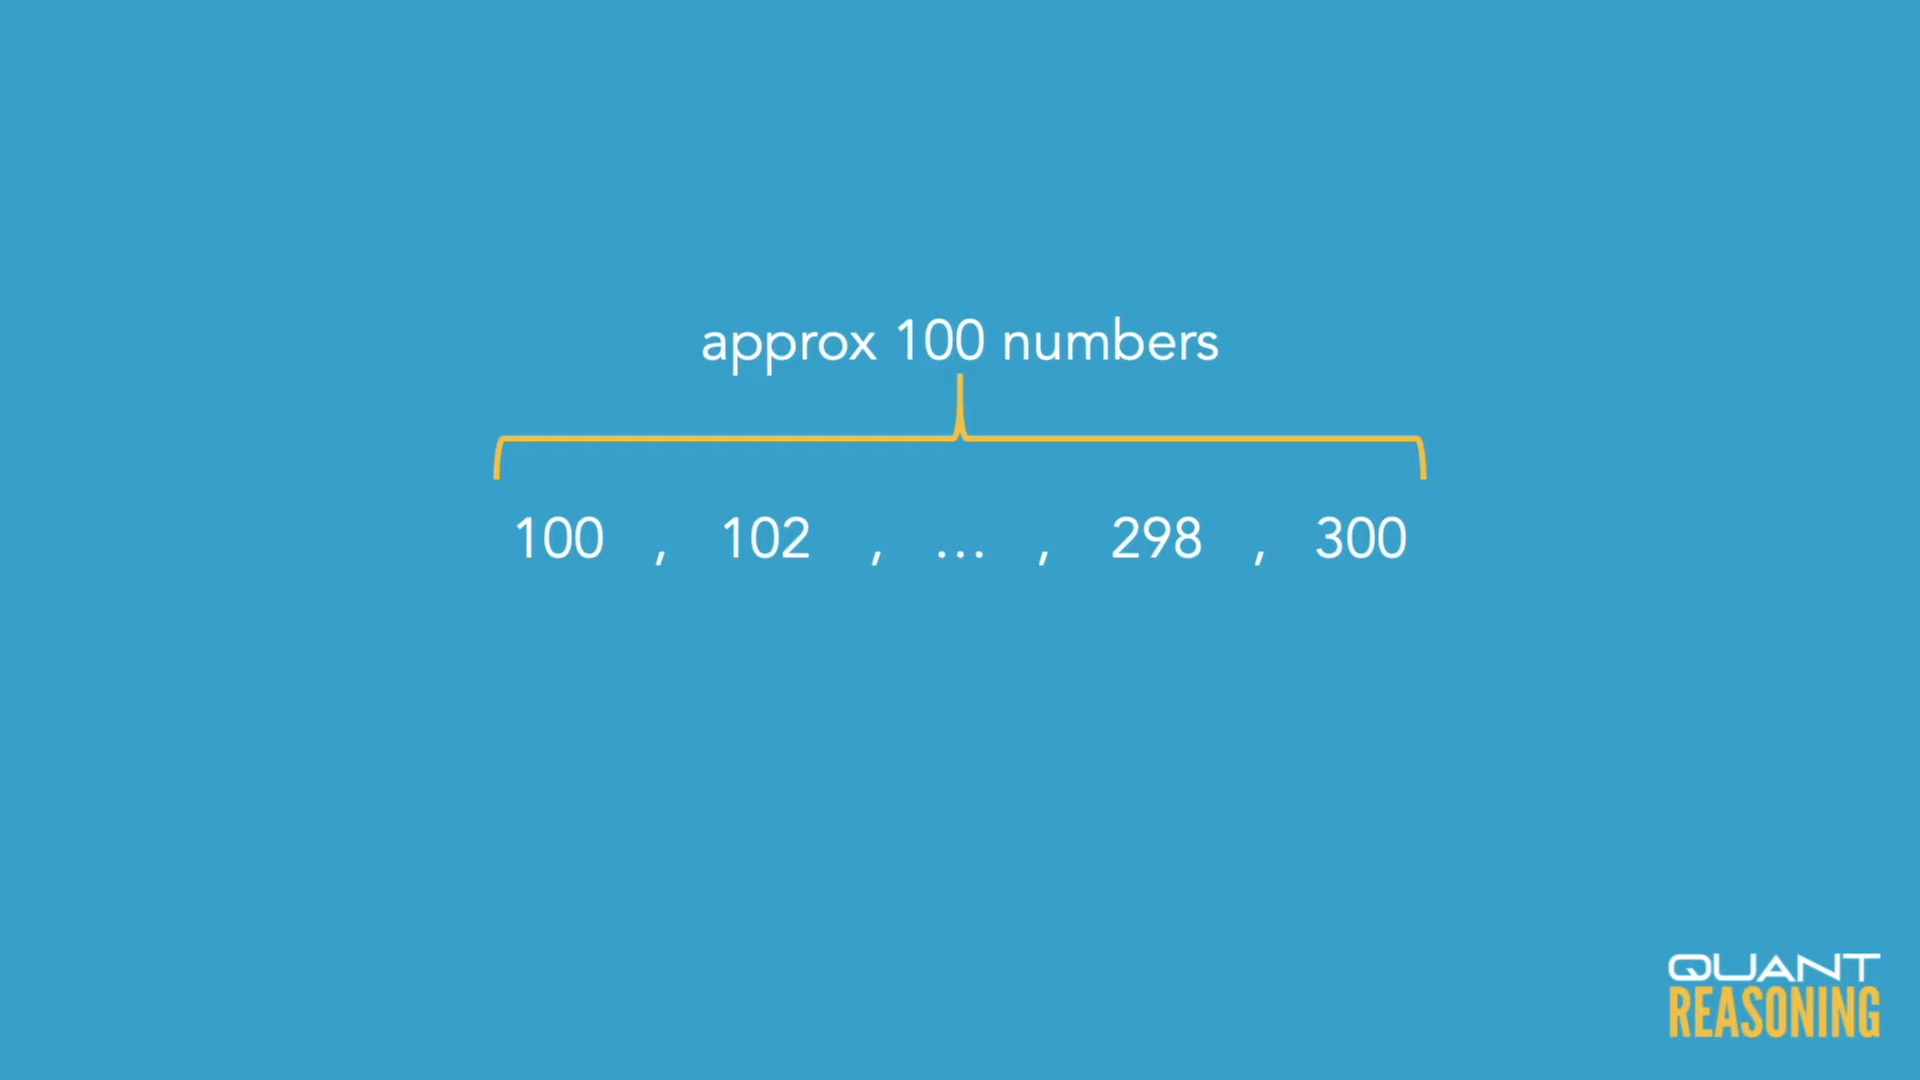 approx 100 numbers
100 , 102 , ... , 298 , 300
QUANT
REASONING